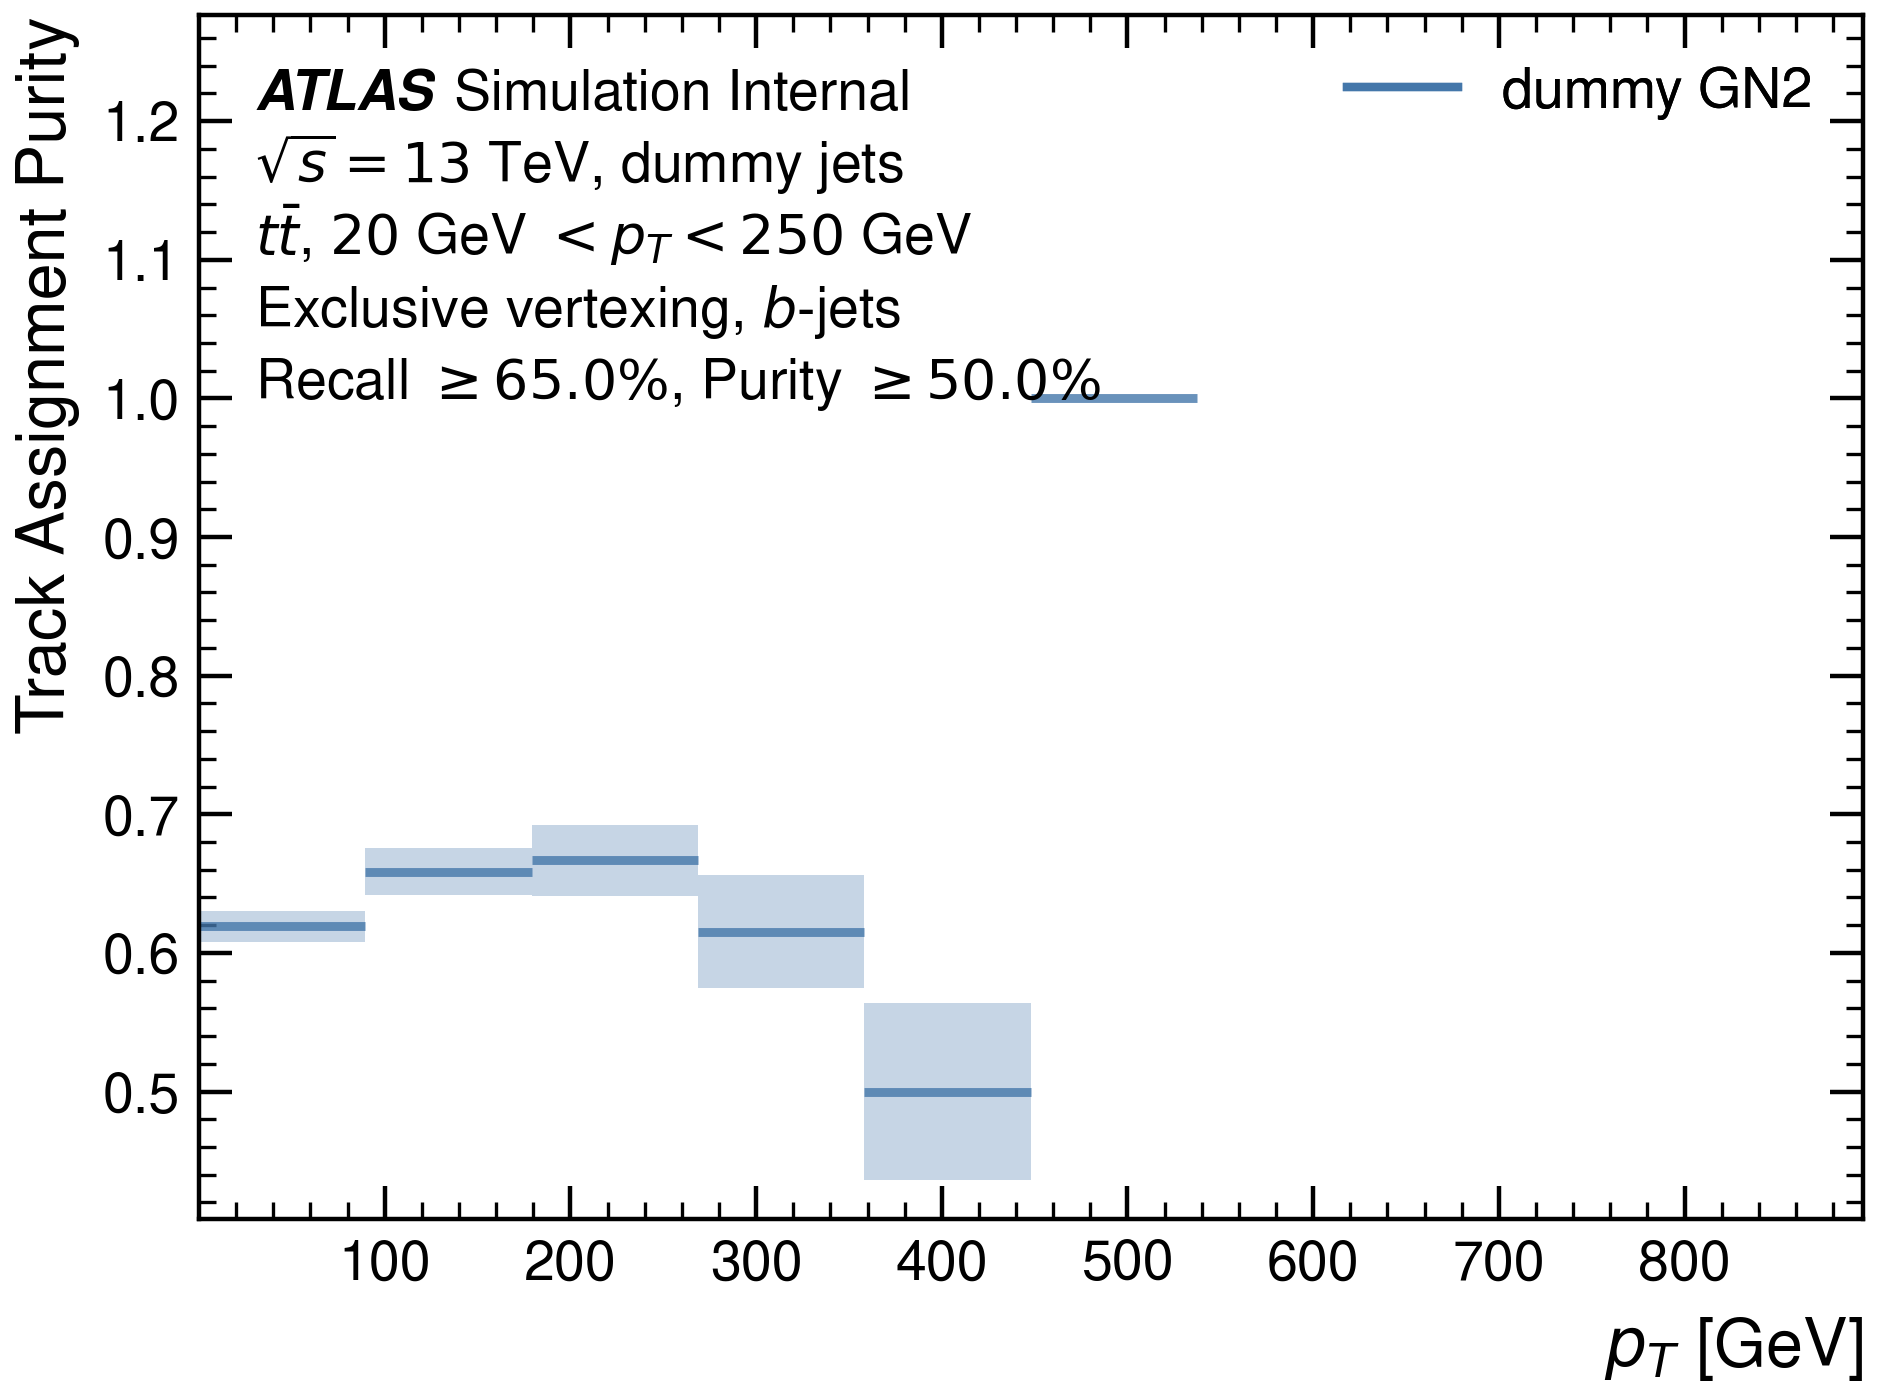 Track Assignment Purity
ATLAS Simulation Internal
√s = 13 TeV, dummy jets
tt̄, 20 GeV < p_T < 250 GeV
Exclusive vertexing, b-jets
Recall ≥ 65.0%, Purity ≥ 50.0%
dummy GN2
1.2
1.1
1.0
0.9
0.8
0.7
0.6
0.5
100 200 300 400 500 600 700 800
p_T [GeV]